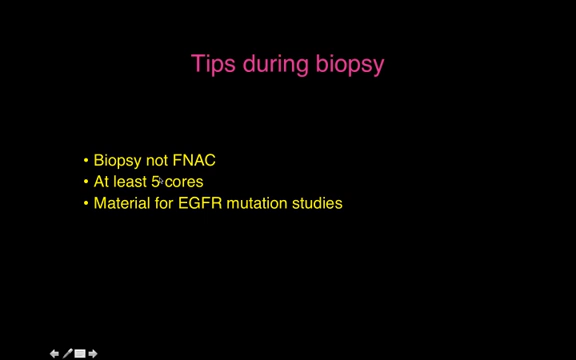 Tips during biopsy
• Biopsy not FNAC
• At least 5 cores
• Material for EGFR mutation studies